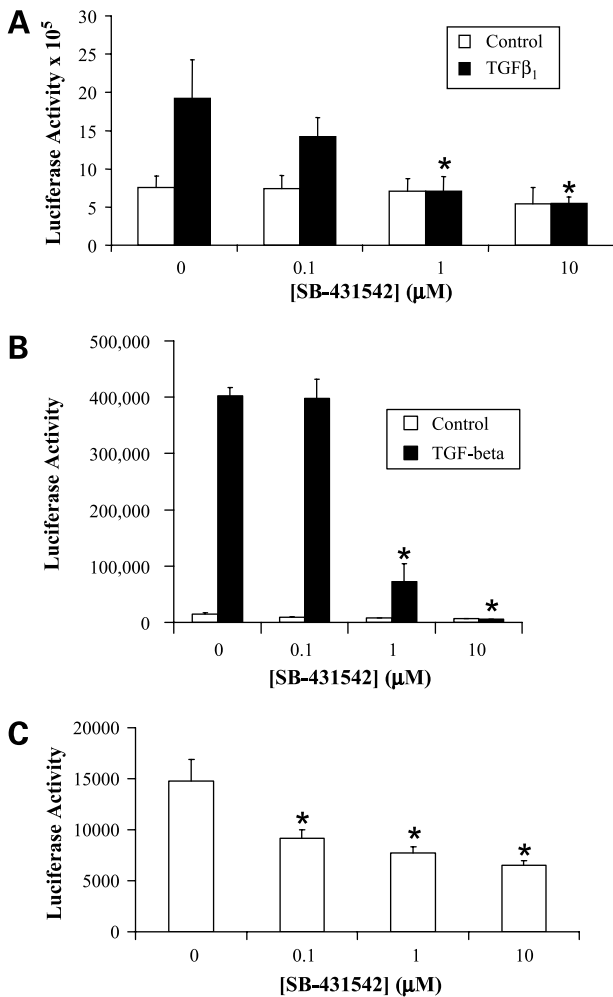 A
Luciferase Activity x 10⁵
30
25
20
15
10
5
0
Control
TGFβ₁
*
*
0
0.1
1
10
[SB-431542] (μM)
B
Luciferase Activity
500,000
400,000
300,000
200,000
100,000
0
Control
TGF-beta
*
*
0
0.1
1
10
[SB-431542] (μM)
C
Luciferase Activity
20000
15000
10000
5000
0
*
*
*
0
0.1
1
10
[SB-431542] (μM)